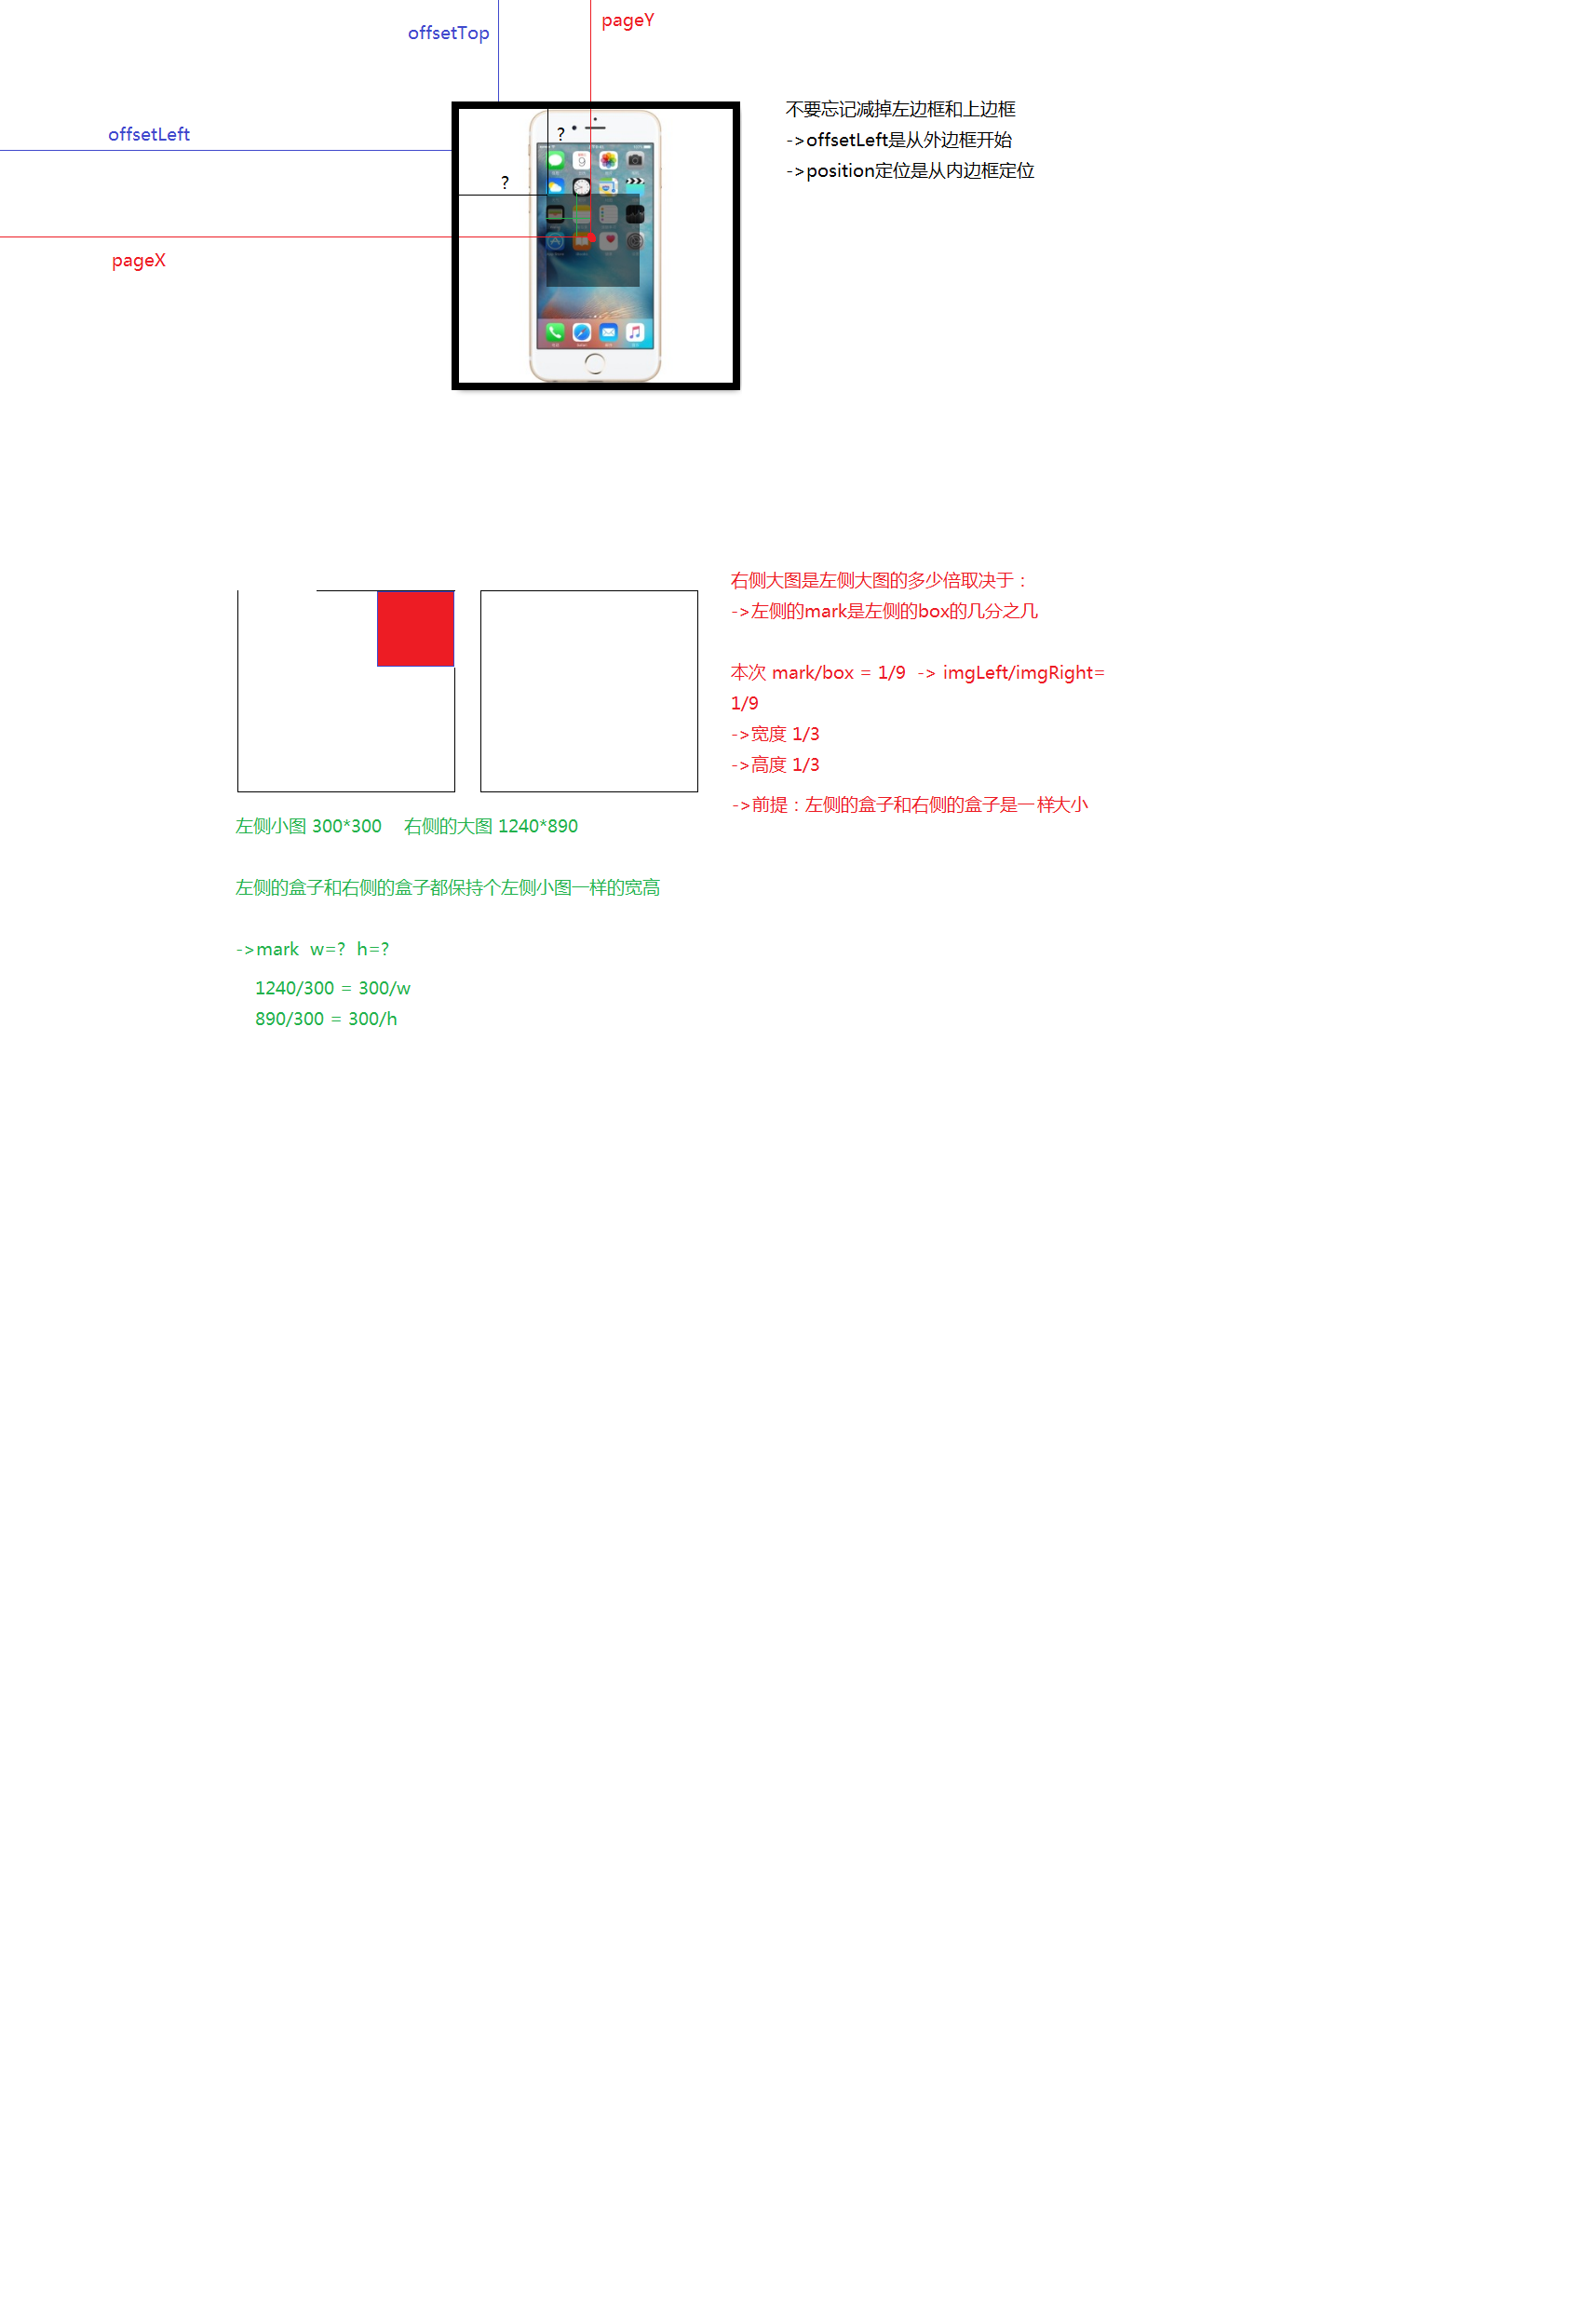 pageY
offsetTop
不要忘记减掉左边框和上边框
offsetLeft
?
->offsetLeft是从外边框开始
->position定位是从内边框定位
?
9
pageX
右侧大图是左侧大图的多少倍取决于：
->左侧的mark是左侧的box的几分之几
本次 mark/box = 1/9 -> imgLeft/imgRight=
1/9
->宽度 1/3
->高度 1/3
->前提：左侧的盒子和右侧的盒子是一样大小
左侧小图 300*300 右侧的大图 1240*890
左侧的盒子和右侧的盒子都保持个左侧小图一样的宽高
->mark w=? h=?
1240/300 = 300/w
890/300 = 300/h